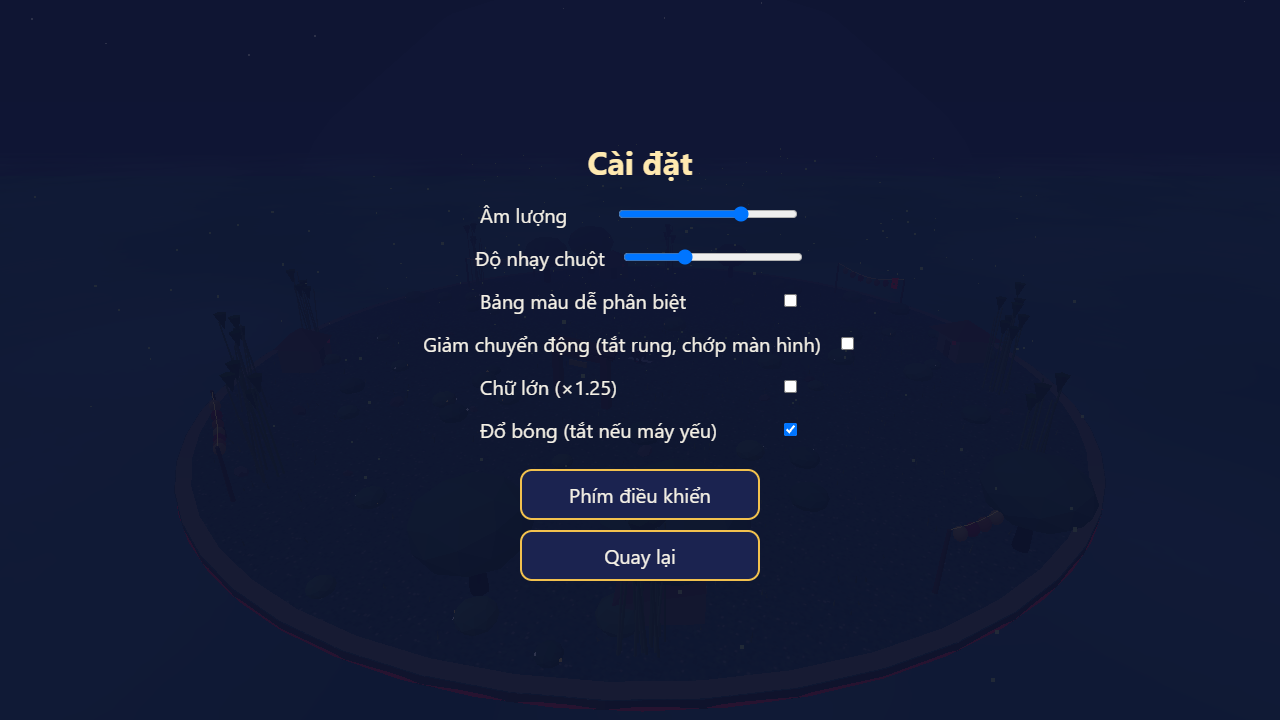 Cài đặt
Âm lượng
Độ nhạy chuột
Bảng màu dễ phân biệt
Giảm chuyển động (tắt rung, chớp màn hình)
Chữ lớn (×1.25)
Đổ bóng (tắt nếu máy yếu)
Phím điều khiển
Quay lại